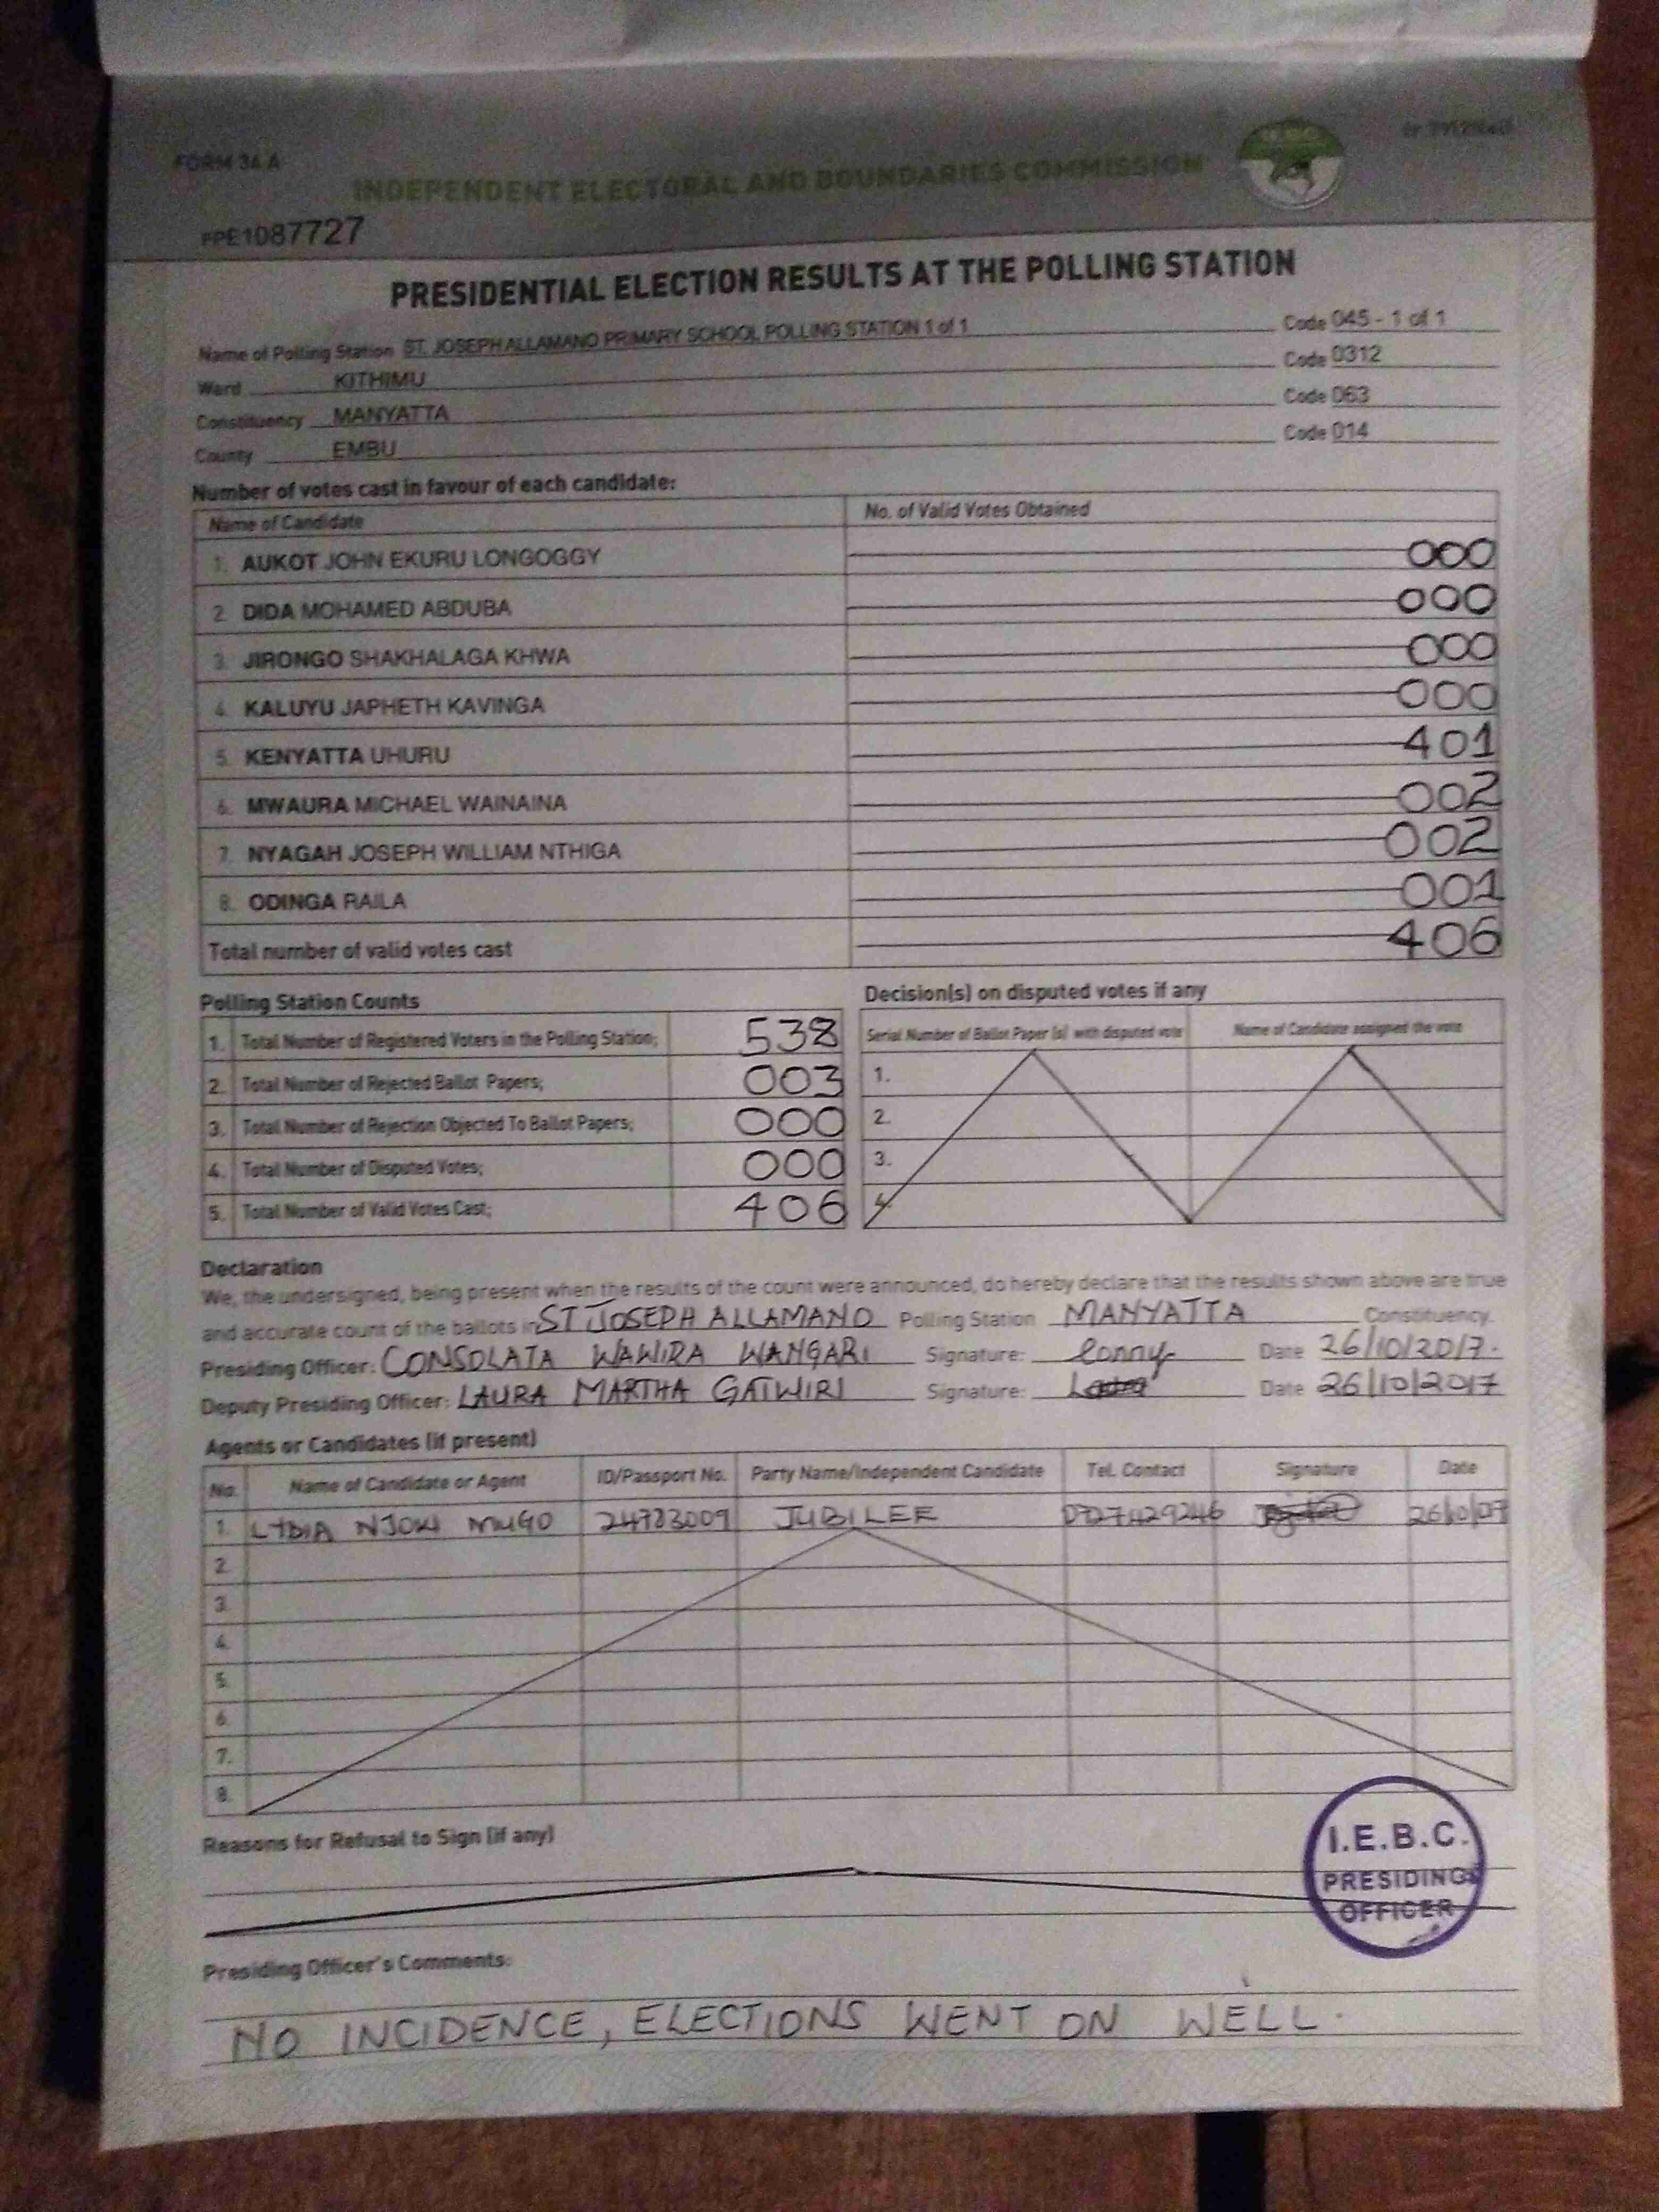 FORM 34 A
INDEPENDENT ELECTORAL AND BOUNDARIES COMMISSION
FPE1087727
PRESIDENTIAL ELECTION RESULTS AT THE POLLING STATION
Name of Polling Station ST. JOSEPH ALLAMANO PRIMARY SCHOOL POLLING STATION 1 of 1 Code 045 - 1 of 1
Ward KITHIMU Code 0312
Constituency MANYATTA Code 063
County EMBU Code 014
Number of votes cast in favour of each candidate:
Name of Candidate No. of Valid Votes Obtained
1. AUKOT JOHN EKURU LONGOGGY 000
2. DIDA MOHAMED ABDUBA 000
3. JIRONGO SHAKHALAGA KHWA 000
4. KALUYU JAPHETH KAVINGA 000
5. KENYATTA UHURU 401
6. MWAURA MICHAEL WAINAINA 002
7. NYAGAH JOSEPH WILLIAM NTHIGA 002
8. ODINGA RAILA 001
Total number of valid votes cast 406
Polling Station Counts
1. Total Number of Registered Voters in the Polling Station; 538
2. Total Number of Rejected Ballot Papers; 003
3. Total Number of Rejection Objected To Ballot Papers; 000
4. Total Number of Disputed Votes; 000
5. Total Number of Valid Votes Cast; 406
Decision(s) on disputed votes if any
Serial Number of Ballot Paper (s) with disputed vote Name of Candidate assigned the vote
1.
2.
3.
4.
Declaration
We, the undersigned, being present when the results of the count were announced, do hereby declare that the results shown above are true
and accurate count of the ballots in ST JOSEPH ALLAMANO Polling Station MANYATTA Constituency.
Presiding Officer: CONSOLATA WAWIRA WANGARI Signature: Date 26/10/2017.
Deputy Presiding Officer: LAURA MARTHA GATWIRI Signature: Date 26/10/2017
Agents or Candidates (if present)
No. Name of Candidate or Agent ID/Passport No. Party Name/Independent Candidate Tel. Contact Signature Date
1. LYDIA NJOKI MUGO 24783009 JUBILEE 0727429246
2.
3.
4.
5.
6.
7.
8.
Reasons for Refusal to Sign (if any)
I.E.B.C.
PRESIDING
OFFICER
Presiding Officer's Comments:
NO INCIDENCE, ELECTIONS WENT ON WELL.